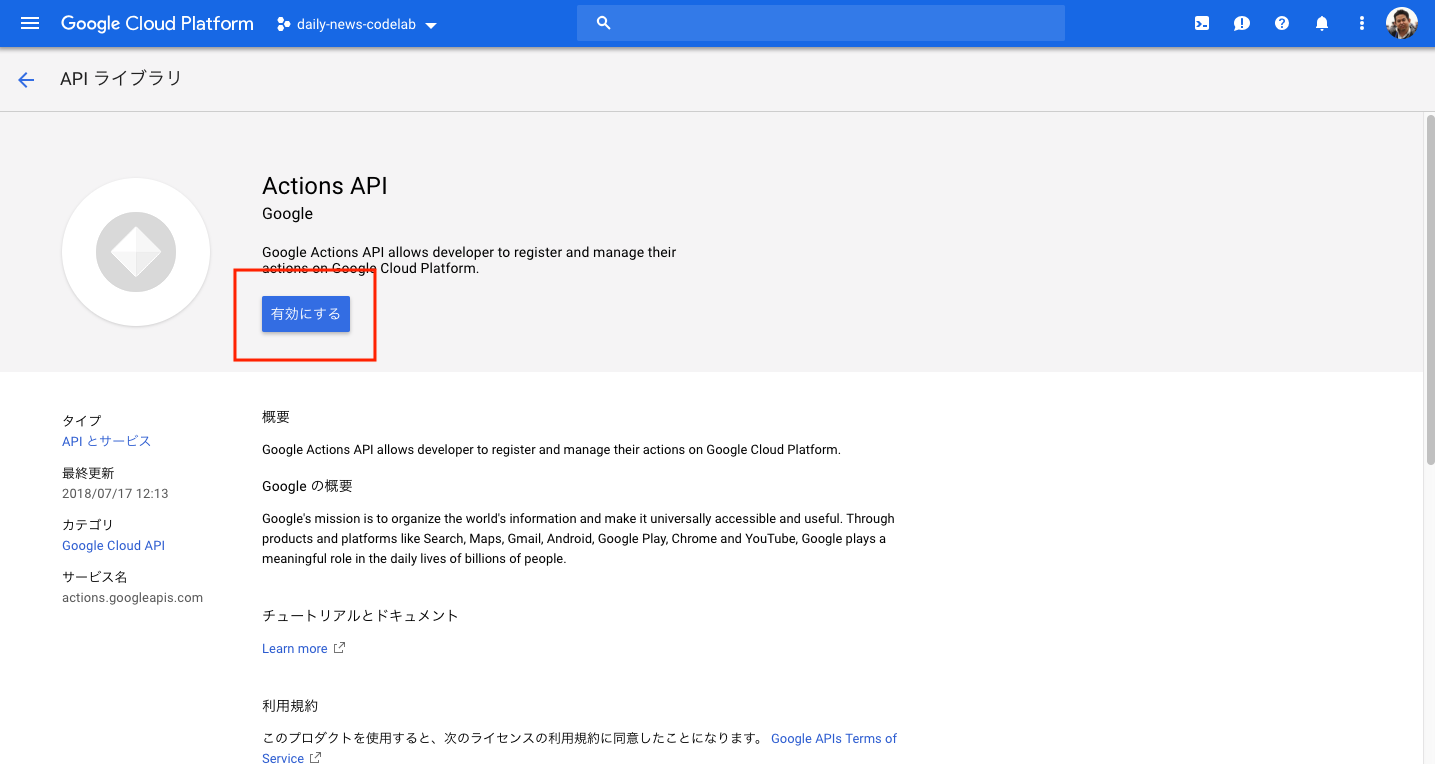 Google Cloud Platform
daily-news-codelab
API ライブラリ
Actions API
Google
Google Actions API allows developer to register and manage their
actions on Google Cloud Platform.
有効にする
タイプ
API とサービス
最終更新
2018/07/17 12:13
カテゴリ
Google Cloud API
サービス名
actions.googleapis.com
概要
Google Actions API allows developer to register and manage their actions on Google Cloud Platform.
Google の概要
Google's mission is to organize the world's information and make it universally accessible and useful. Through
products and platforms like Search, Maps, Gmail, Android, Google Play, Chrome and YouTube, Google plays a
meaningful role in the daily lives of billions of people.
チュートリアルとドキュメント
Learn more
利用規約
このプロダクトを使用すると、次のライセンスの利用規約に同意したことになります。 Google APIs Terms of
Service